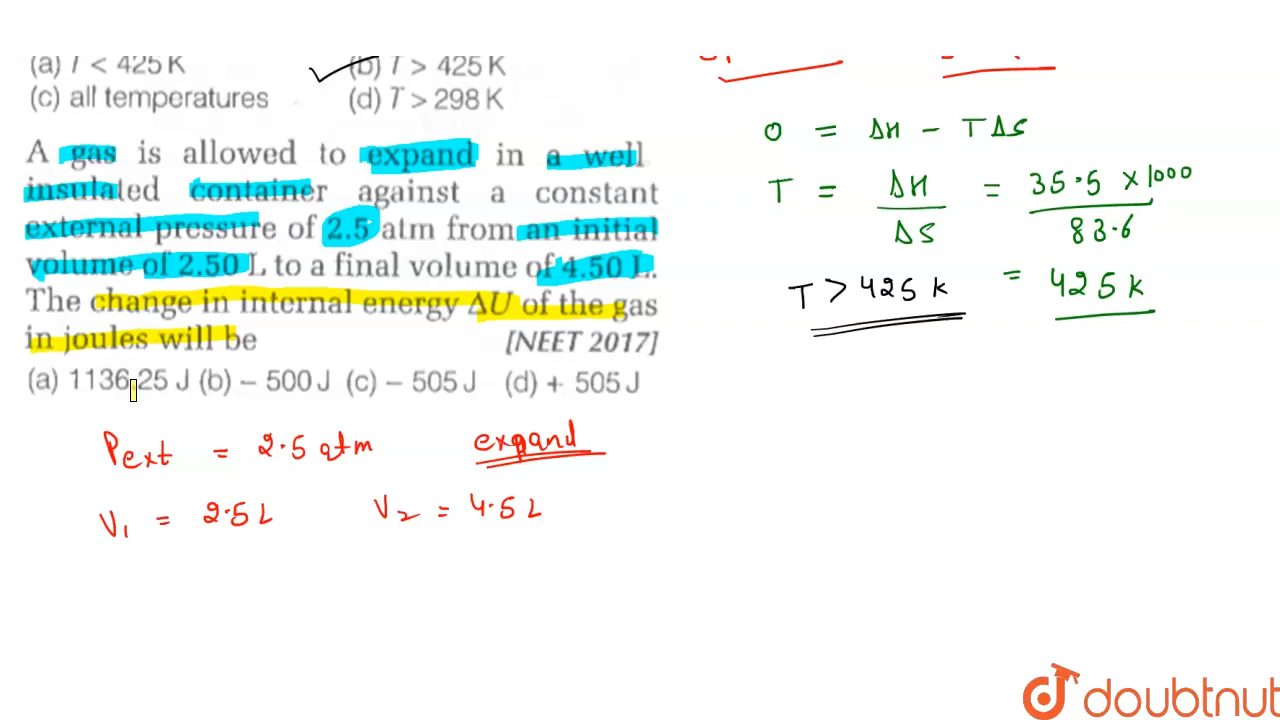 (a) T < 425 K (b) T > 425 K
(c) all temperatures (d) T > 298 K
A gas is allowed to expand in a well
insulated container against a constant
external pressure of 2.5 atm from an initial
volume of 2.50 L to a final volume of 4.50 L.
The change in internal energy ΔU of the gas
in joules will be [NEET 2017]
(a) 1136.25 J (b) – 500 J (c) – 505 J (d) + 505 J
Pext = 2.5 atm expand
V1 = 2.5 L V2 = 4.5 L
0 = ΔH – TΔS
T = ΔH / ΔS = 35.5 × 1000 / 83.6
T > 425 K = 425 K
doubtnut